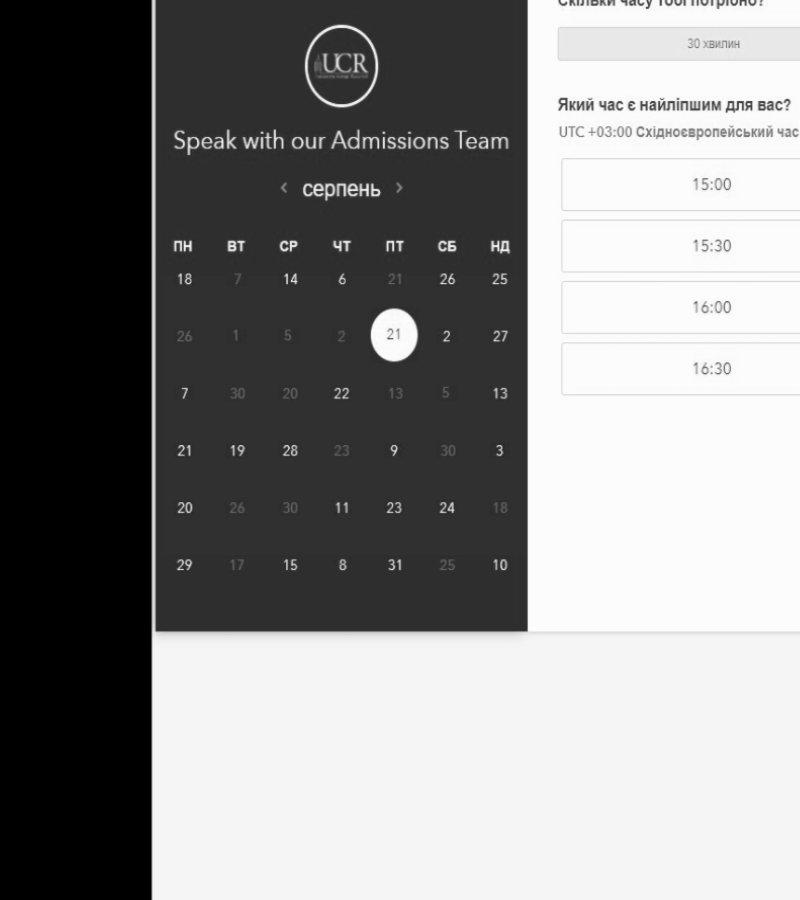 UCR
Speak with our Admissions Team
‹ серпень ›
ПН ВТ СР ЧТ ПТ СБ НД
18 7 14 6 21 26 25
26 1 5 2 21 2 27
7 30 20 22 13 5 13
21 19 28 23 9 30 3
20 26 30 11 23 24 18
29 17 15 8 31 25 10
Скільки часу тобі потрібно?
30 хвилин
Який час є найліпшим для вас?
UTC +03:00 Східноєвропейський час
15:00
15:30
16:00
16:30